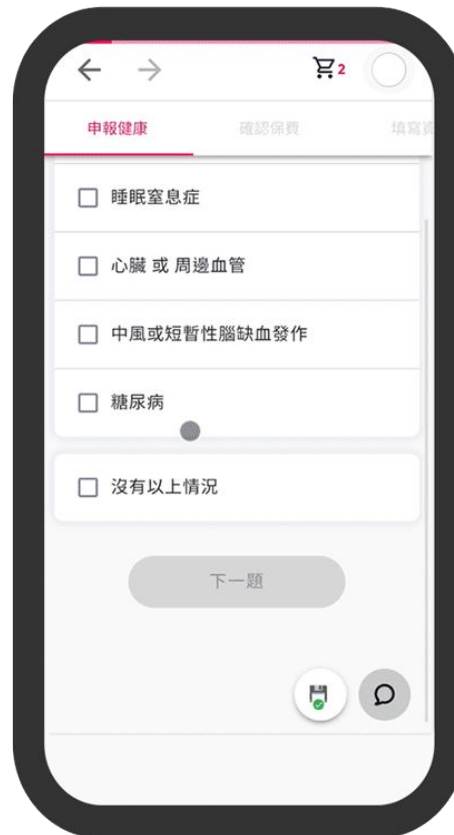 2
申報健康
確認保費
填寫
睡眠窒息症
心臟 或 周邊血管
中風或短暫性腦缺血發作
糖尿病
沒有以上情況
下一題